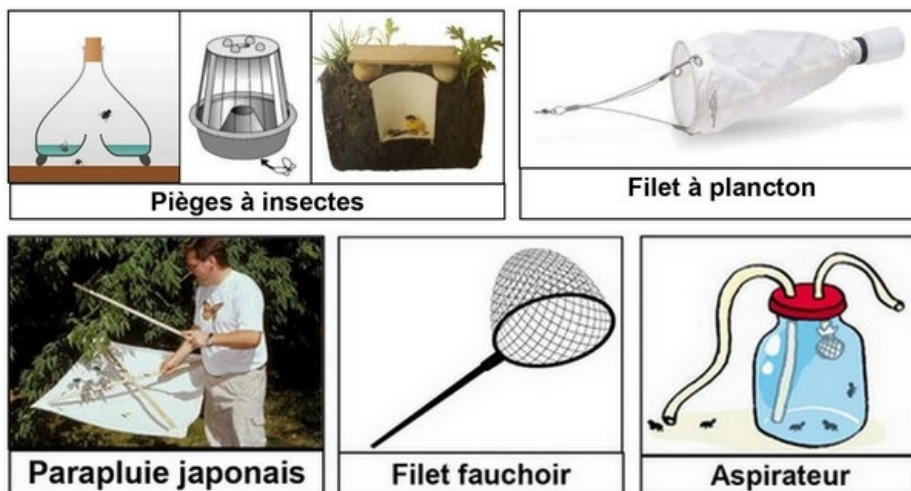 Pièges à insectes
Filet à plancton
Parapluie japonais
Filet fauchoir
Aspirateur